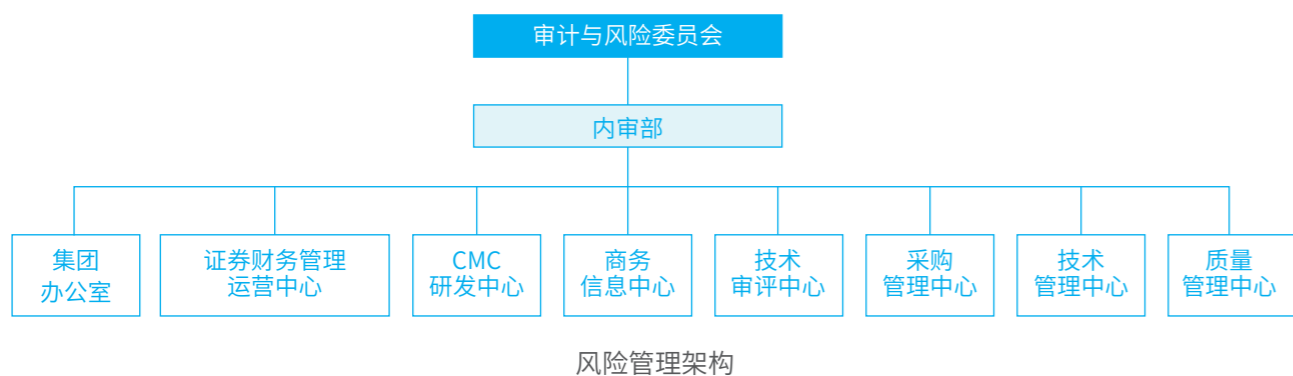 审计与风险委员会
内审部
集团
办公室
证券财务管理
运营中心
CMC
研发中心
商务
信息中心
技术
审评中心
采购
管理中心
技术
管理中心
质量
管理中心
风险管理架构